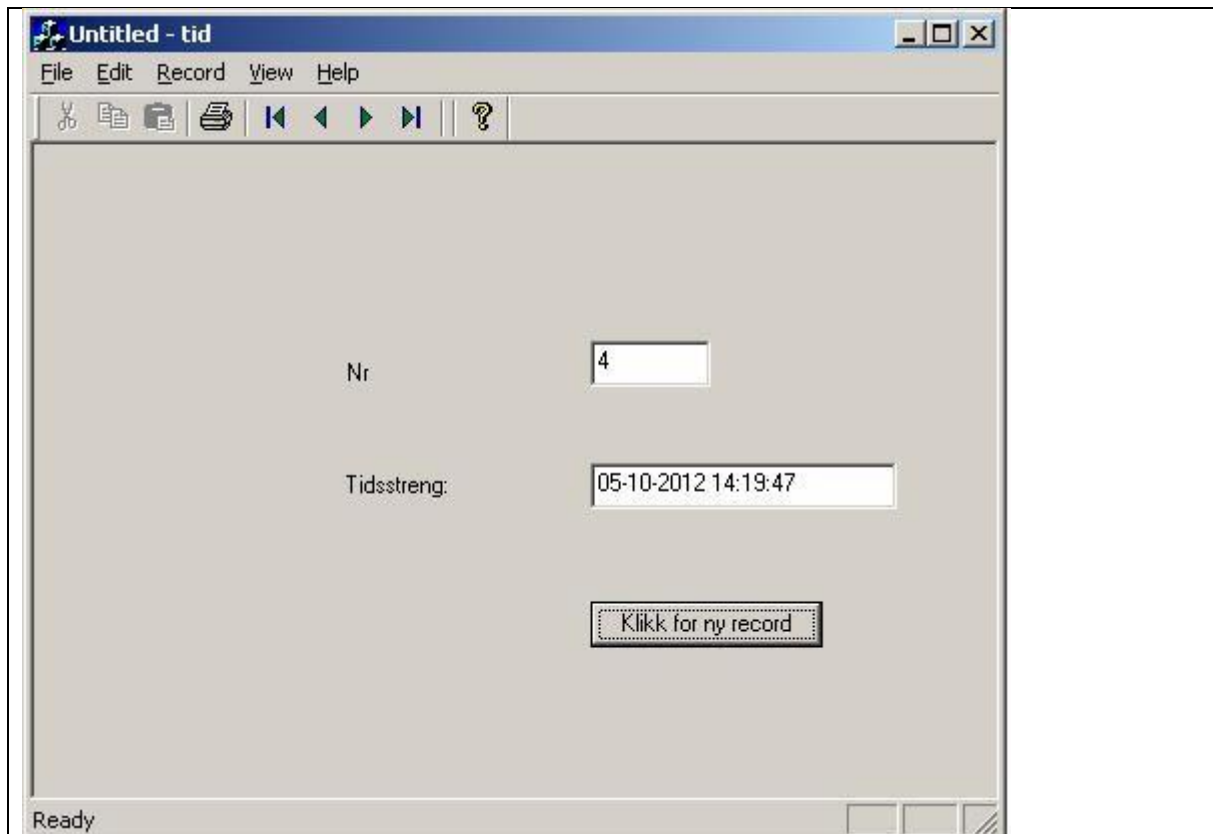 Untitled - tid
File Edit Record View Help
Nr
4
Tidsstreng:
05-10-2012 14:19:47
Klikk for ny record
Ready